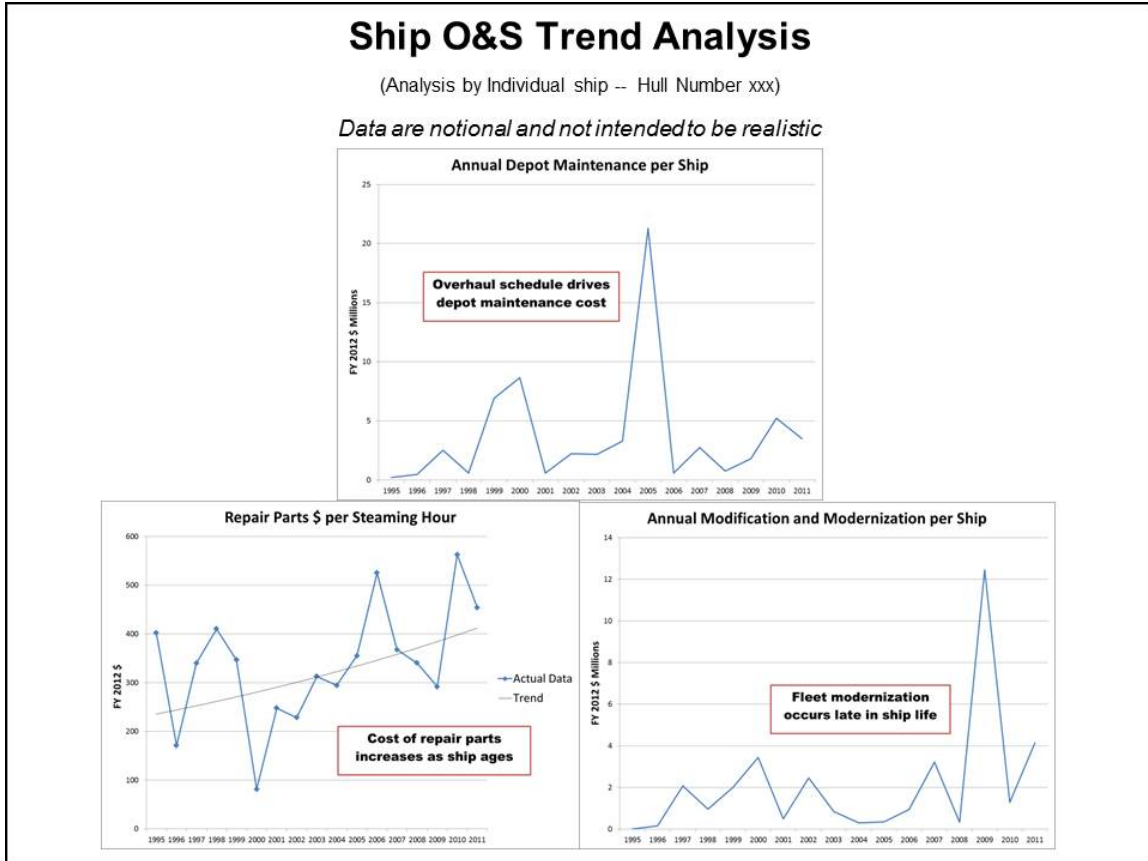 Ship O&S Trend Analysis
(Analysis by Individual ship -- Hull Number xxx)
Data are notional and not intended to be realistic
Annual Depot Maintenance per Ship
25
20
15
10
5
0
FY 2012 $ Millions
Overhaul schedule drives
depot maintenance cost
1995 1996 1997 1998 1999 2000 2001 2002 2003 2004 2005 2006 2007 2008 2009 2010 2011
Repair Parts $ per Steaming Hour
600
500
400
300
200
100
0
FY 2012 $
Actual Data
Trend
Cost of repair parts
increases as ship ages
1995 1996 1997 1998 1999 2000 2001 2002 2003 2004 2005 2006 2007 2008 2009 2010 2011
Annual Modification and Modernization per Ship
14
12
10
8
6
4
2
0
FY 2012 $ Millions
Fleet modernization
occurs late in ship life
1995 1996 1997 1998 1999 2000 2001 2002 2003 2004 2005 2006 2007 2008 2009 2010 2011